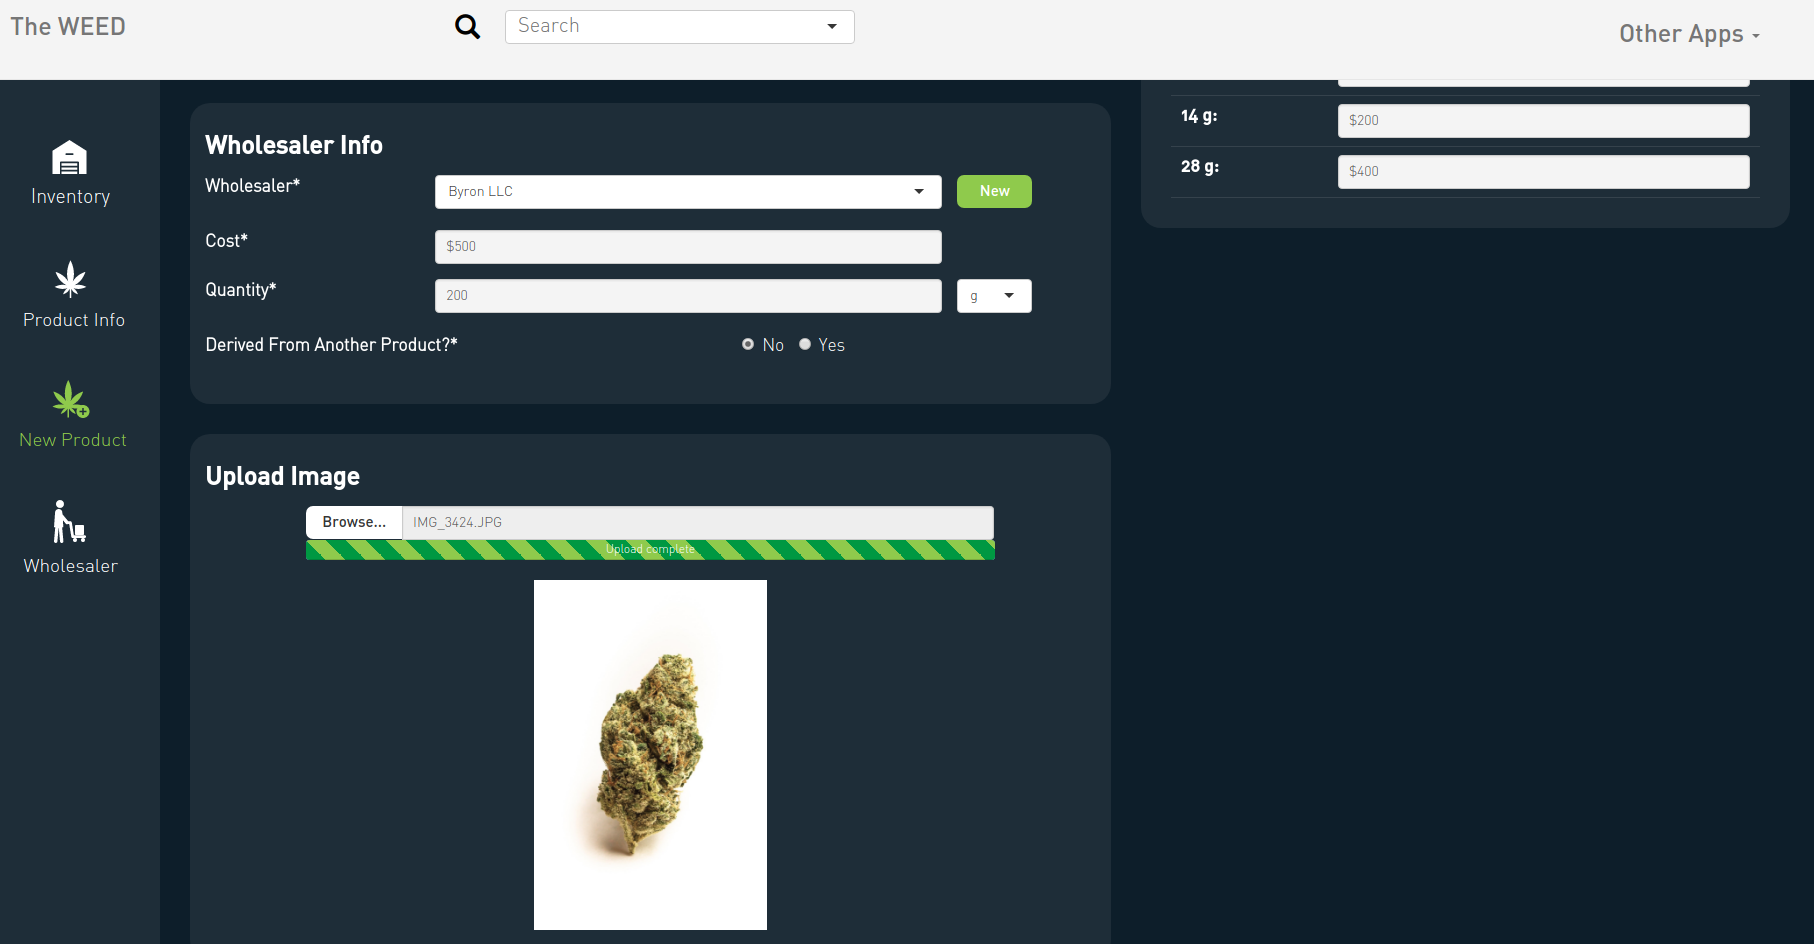 The WEED
Search
Other Apps
Inventory
Product Info
New Product
Wholesaler
Wholesaler Info
Wholesaler*
Byron LLC
New
Cost*
$500
Quantity*
200
g
Derived From Another Product?*
No
Yes
Upload Image
Browse...
IMG_3424.JPG
Upload complete
14 g:
$200
28 g:
$400